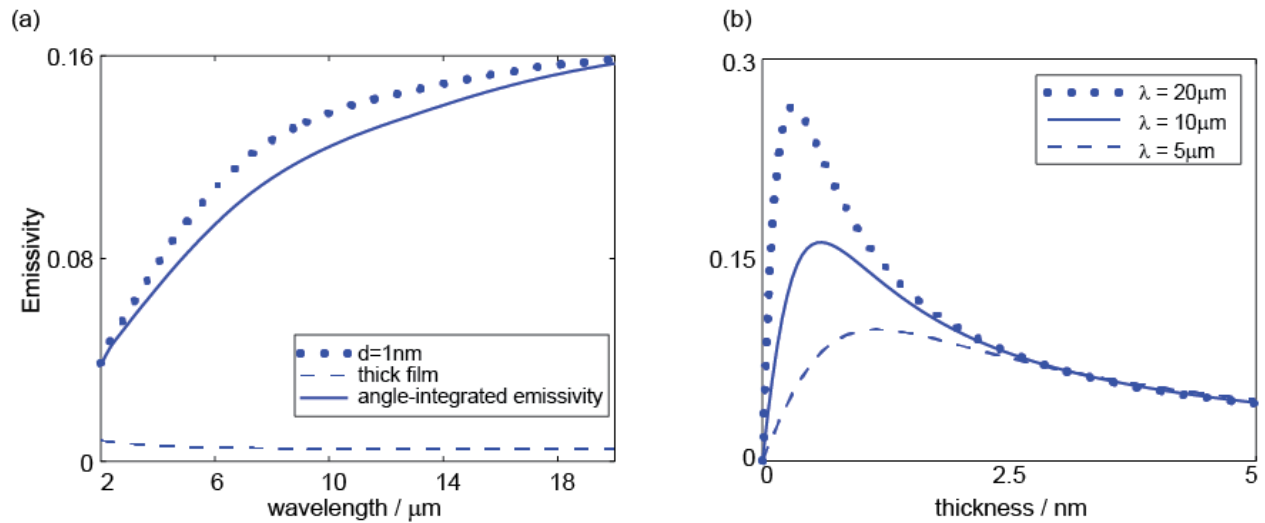 (a)
Emissivity
0.16
0.08
0
d=1nm
thick film
angle-integrated emissivity
2 6 10 14 18
wavelength / μm
(b)
0.3
0.15
0
λ = 20μm
λ = 10μm
λ = 5μm
0 2.5 5
thickness / nm